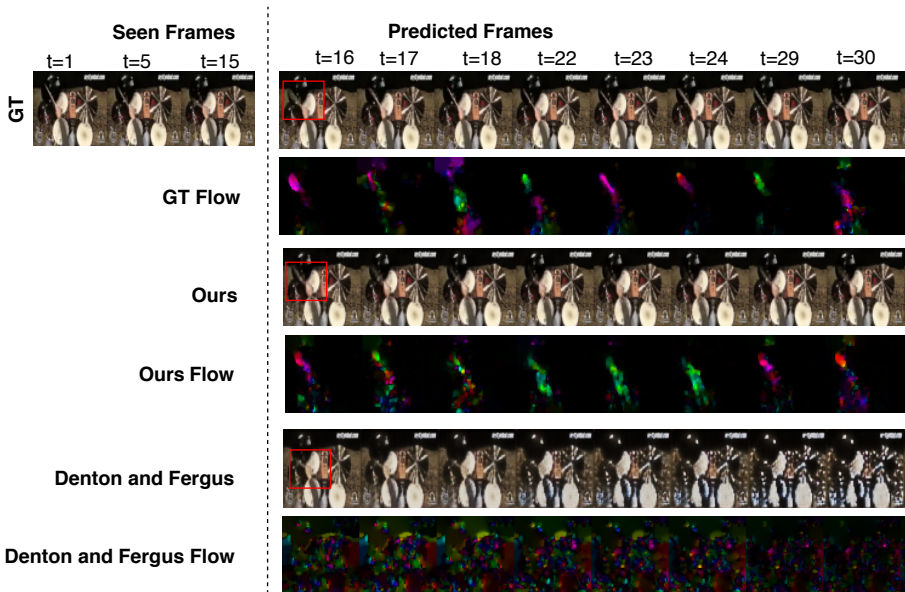 Seen Frames
Predicted Frames
t=1 t=5 t=15
t=16 t=17 t=18 t=22 t=23 t=24 t=29 t=30
GT
GT Flow
Ours
Ours Flow
Denton and Fergus
Denton and Fergus Flow